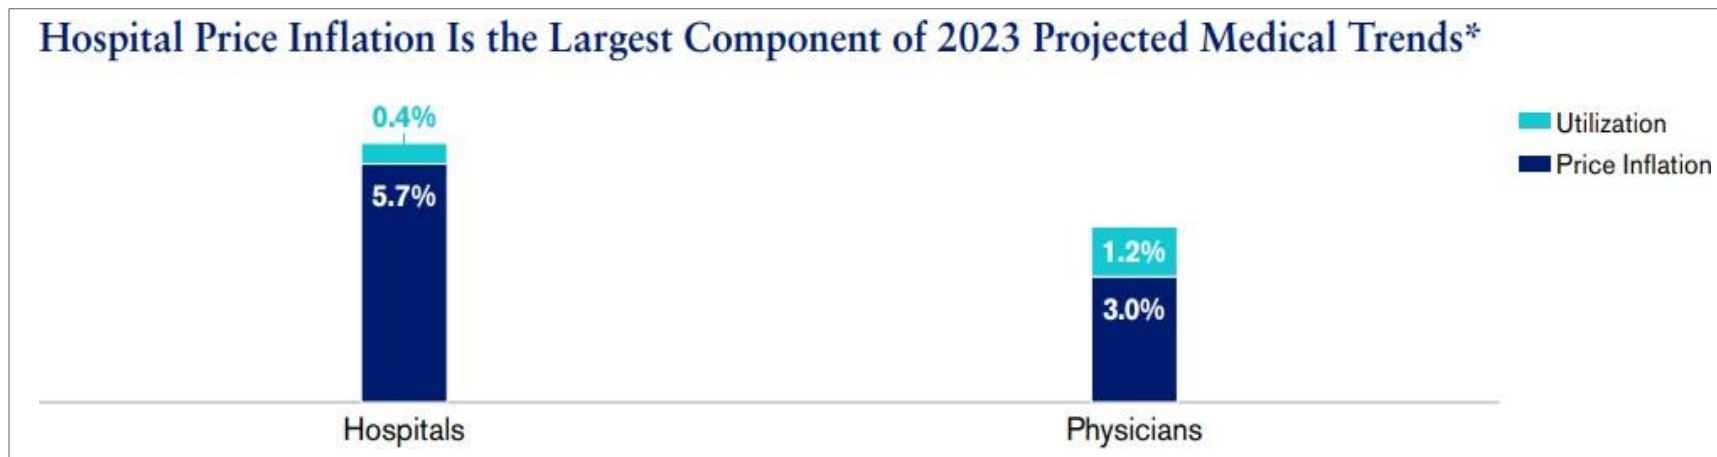 Hospital Price Inflation Is the Largest Component of 2023 Projected Medical Trends*
0.4%
5.7%
1.2%
3.0%
Utilization
Price Inflation
Hospitals
Physicians